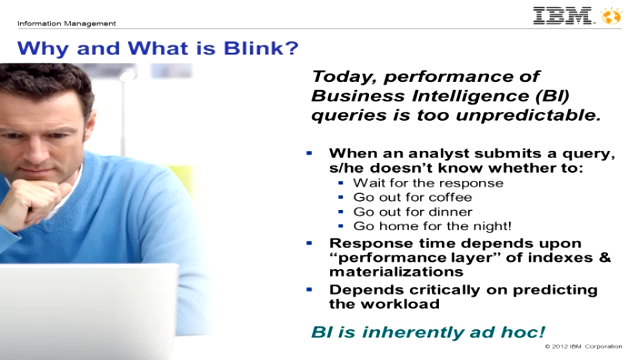 Information Management
IBM
Why and What is Blink?
Today, performance of
Business Intelligence (BI)
queries is too unpredictable.
When an analyst submits a query,
s/he doesn't know whether to:
Wait for the response
Go out for coffee
Go out for dinner
Go home for the night!
Response time depends upon
“performance layer” of indexes &
materializations
Depends critically on predicting
the workload
BI is inherently ad hoc!
© 2012 IBM Corporation